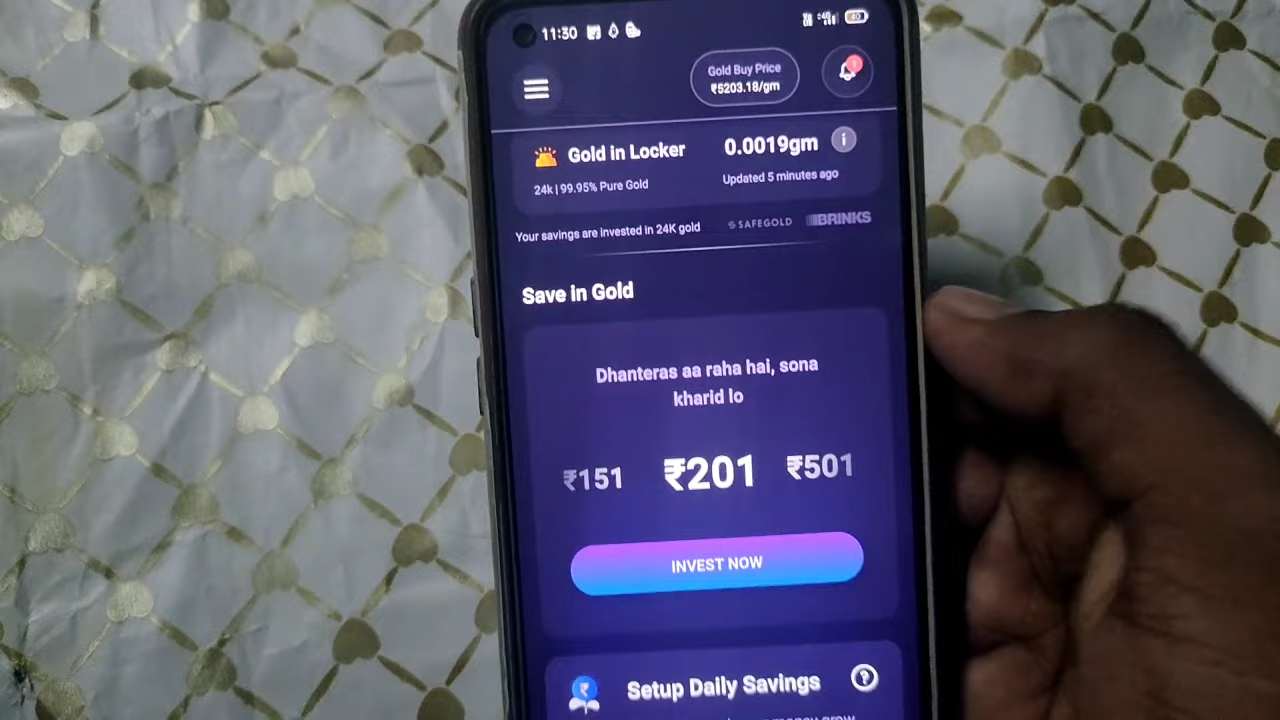 11:30
Gold Buy Price
₹5203.18/gm
Gold in Locker
0.0019gm
i
24k | 99.95% Pure Gold
Updated 5 minutes ago
Your savings are invested in 24K gold
SAFEGOLD
BRINKS
Save in Gold
Dhanteras aa raha hai, sona
kharid lo
₹151 ₹201 ₹501
INVEST NOW
₹
Setup Daily Savings
?